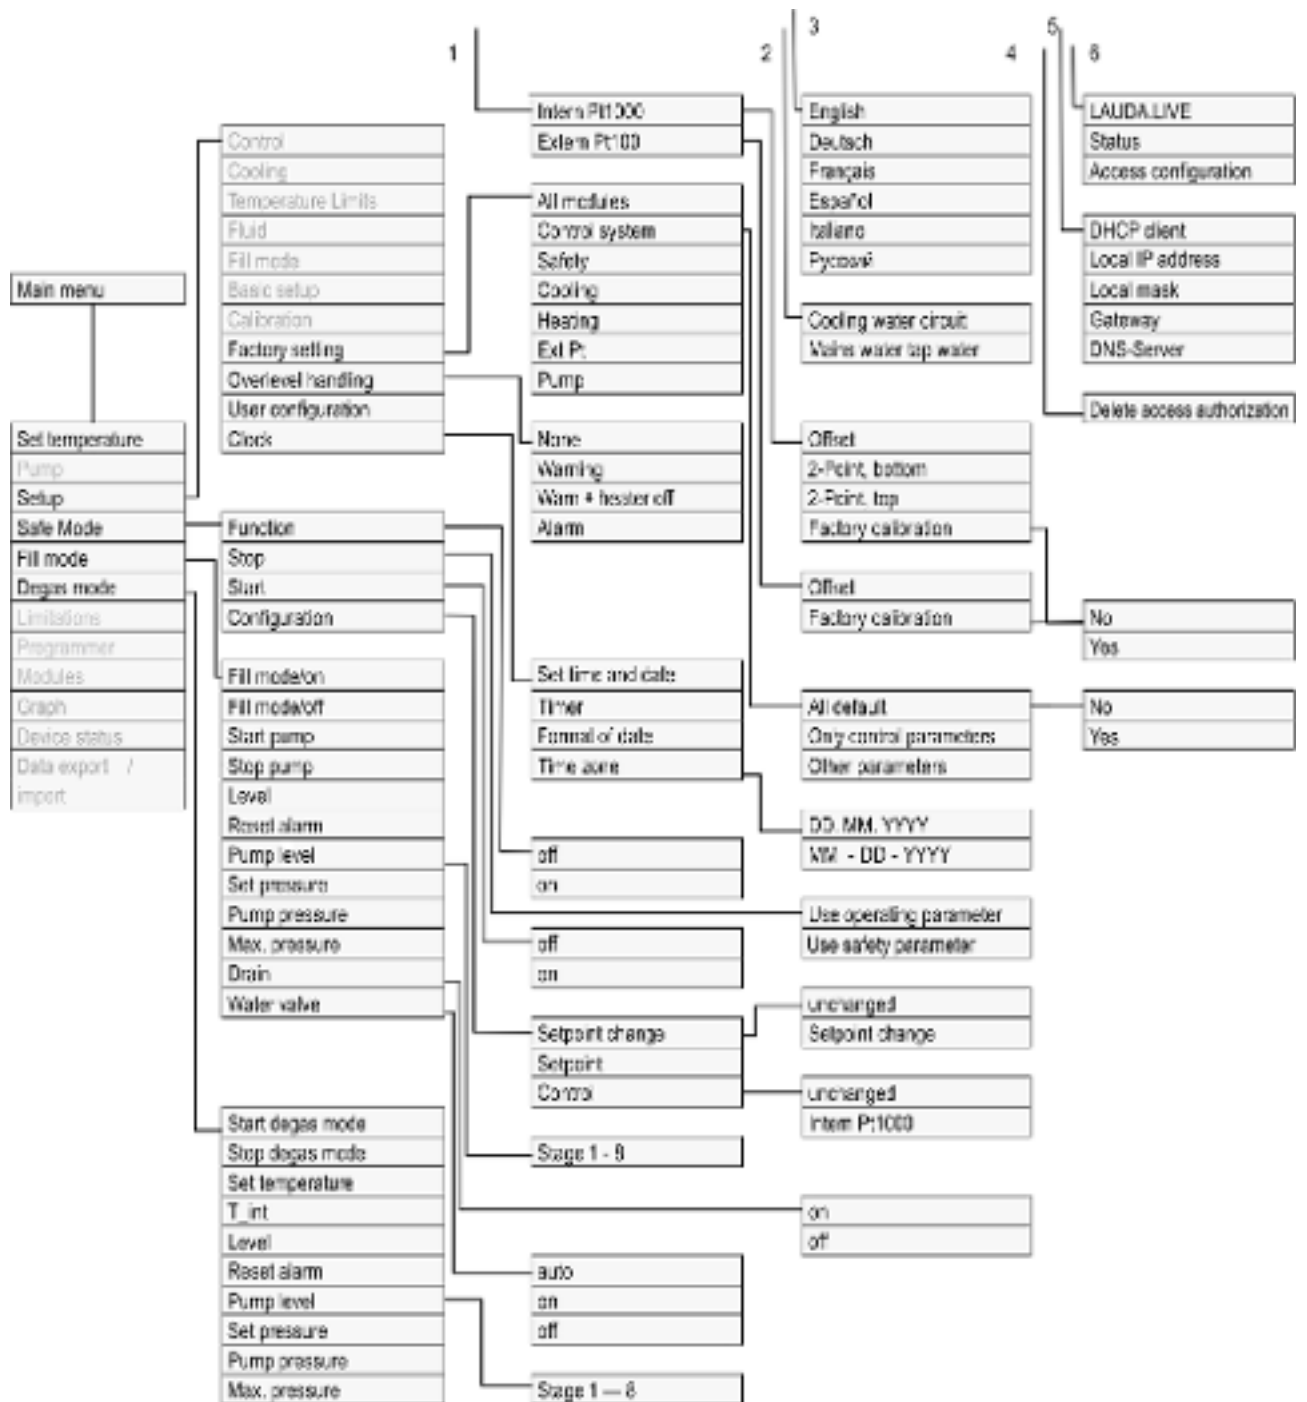 1
2
3
4
5
6
Main menu
Set temperature
Pump
Setup
Safe Mode
Fill mode
Degas mode
Limitations
Programmer
Modules
Graph
Device status
Data export /
import
Control
Cooling
Temperature Limits
Fluid
Fill mode
Basic setup
Calibration
Factory setting
Overlevel handling
User configuration
Clock
Function
Stop
Start
Configuration
Fill mode/on
Fill mode/off
Start pump
Stop pump
Level
Reset alarm
Pump level
Set pressure
Pump pressure
Max. pressure
Drain
Water valve
Start degas mode
Stop degas mode
Set temperature
T_int
Level
Reset alarm
Pump level
Set pressure
Pump pressure
Max. pressure
Intern Pt1000
Extern Pt100
All modules
Control system
Safety
Cooling
Heating
Ext Pt
Pump
None
Warning
Warn + heater off
Alarm
Set time and date
Timer
Format of date
Time zone
off
on
off
on
Setpoint change
Setpoint
Control
Stage 1 - 8
auto
on
off
Stage 1 — 8
English
Deutsch
Français
Español
Italiano
Русский
Cooling water circuit
Mains water tap water
Offset
2-Point, bottom
2-Point, top
Factory calibration
Offset
Factory calibration
All default
Only control parameters
Other parameters
DD. MM. YYYY
MM - DD - YYYY
Use operating parameter
Use safety parameter
unchanged
Setpoint change
unchanged
Intern Pt1000
on
off
LAUDA.LIVE
Status
Access configuration
DHCP client
Local IP address
Local mask
Gateway
DNS-Server
Delete access authorization
No
Yes
No
Yes